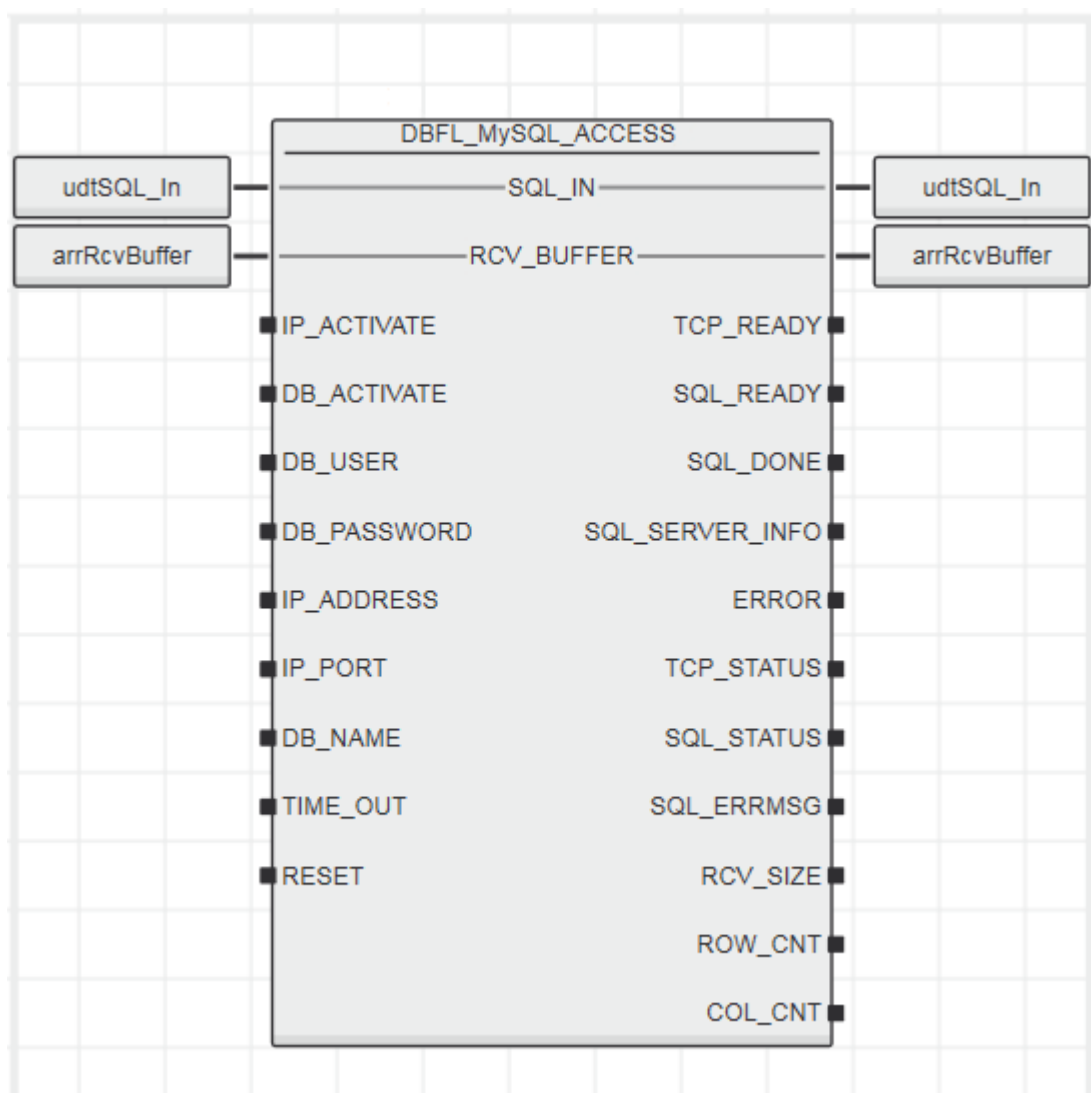 DBFL_MySQL_ACCESS
udtSQL_In SQL_IN udtSQL_In
arrRcvBuffer RCV_BUFFER arrRcvBuffer
IP_ACTIVATE TCP_READY
DB_ACTIVATE SQL_READY
DB_USER SQL_DONE
DB_PASSWORD SQL_SERVER_INFO
IP_ADDRESS ERROR
IP_PORT TCP_STATUS
DB_NAME SQL_STATUS
TIME_OUT SQL_ERRMSG
RESET RCV_SIZE
ROW_CNT
COL_CNT